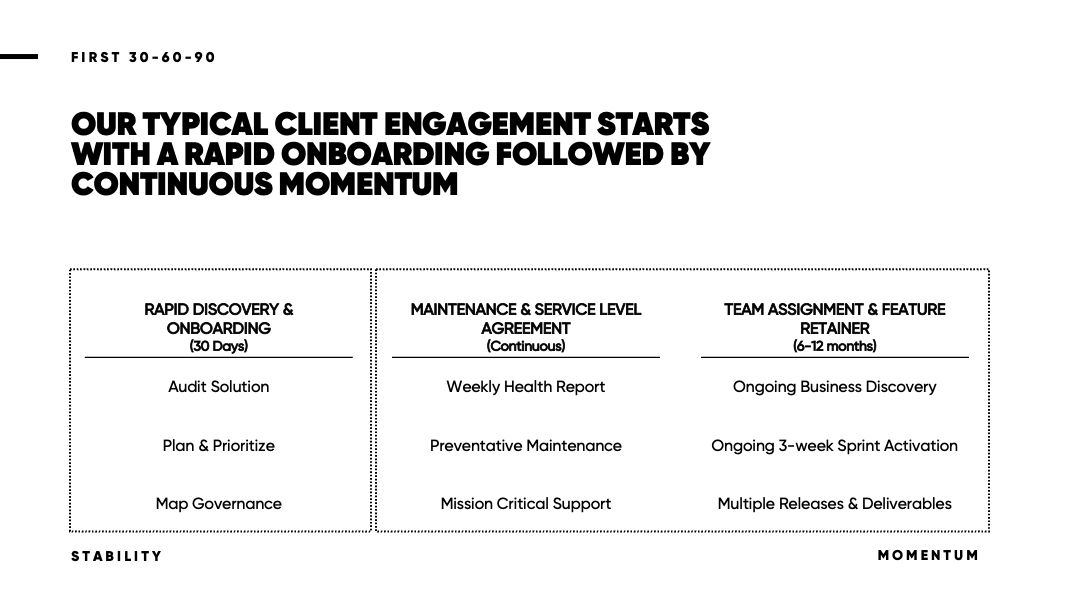 FIRST 30-60-90
OUR TYPICAL CLIENT ENGAGEMENT STARTS
WITH A RAPID ONBOARDING FOLLOWED BY
CONTINUOUS MOMENTUM
RAPID DISCOVERY &
ONBOARDING
(30 Days)
Audit Solution
Plan & Prioritize
Map Governance
MAINTENANCE & SERVICE LEVEL
AGREEMENT
(Continuous)
Weekly Health Report
Preventative Maintenance
Mission Critical Support
TEAM ASSIGNMENT & FEATURE
RETAINER
(6-12 months)
Ongoing Business Discovery
Ongoing 3-week Sprint Activation
Multiple Releases & Deliverables
STABILITY
MOMENTUM